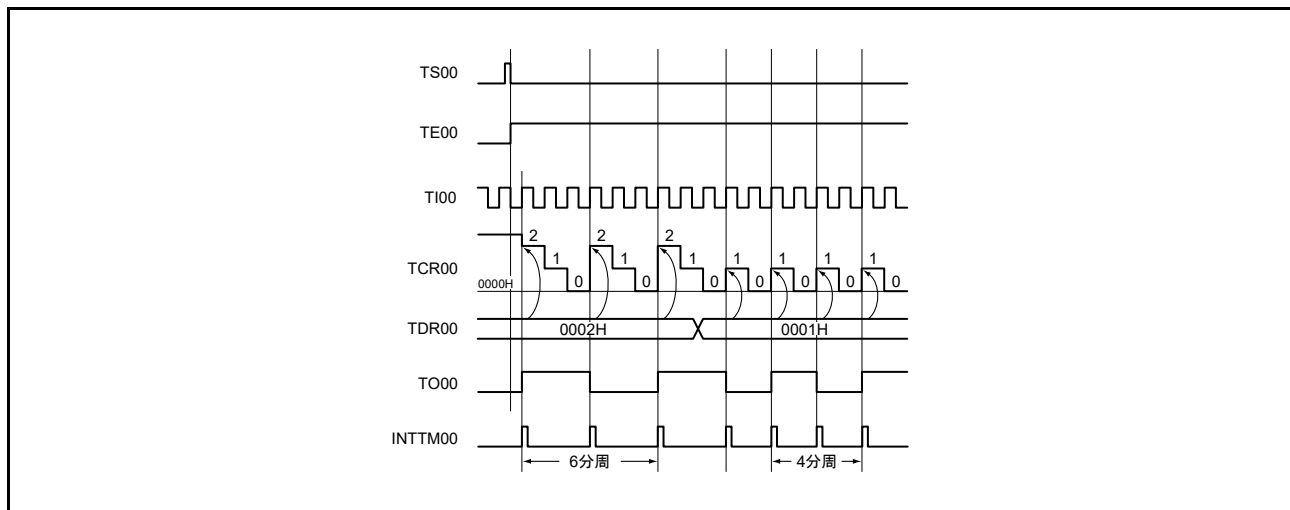 TS00
TE00
TI00
2 2 2
1 1 1 1 1 1 1
TCR00
0 0 0 0 0 0 0
0000H
TDR00
0002H 0001H
TO00
INTTM00
6分周 4分周